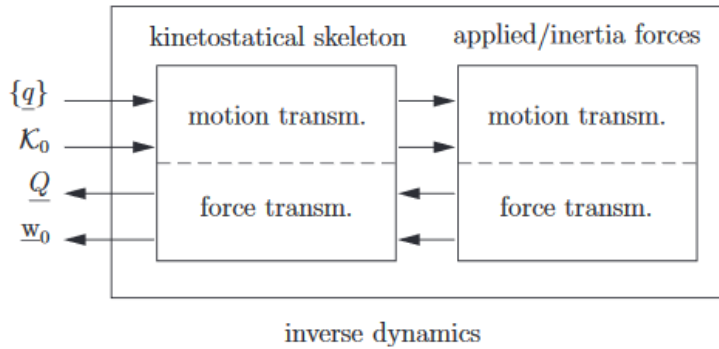 kinetostatical skeleton
applied/inertia forces
{q}
𝒦₀
Q
w₀
motion transm.
force transm.
motion transm.
force transm.
inverse dynamics